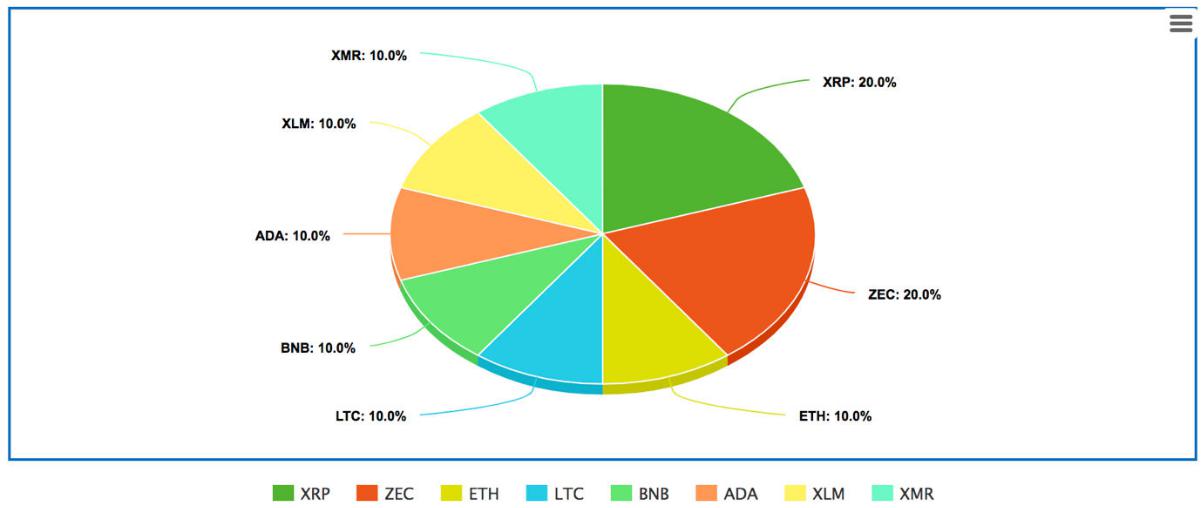 XMR: 10.0%
XRP: 20.0%
XLM: 10.0%
ADA: 10.0%
ZEC: 20.0%
BNB: 10.0%
LTC: 10.0%
ETH: 10.0%
XRP ZEC ETH LTC BNB ADA XLM XMR